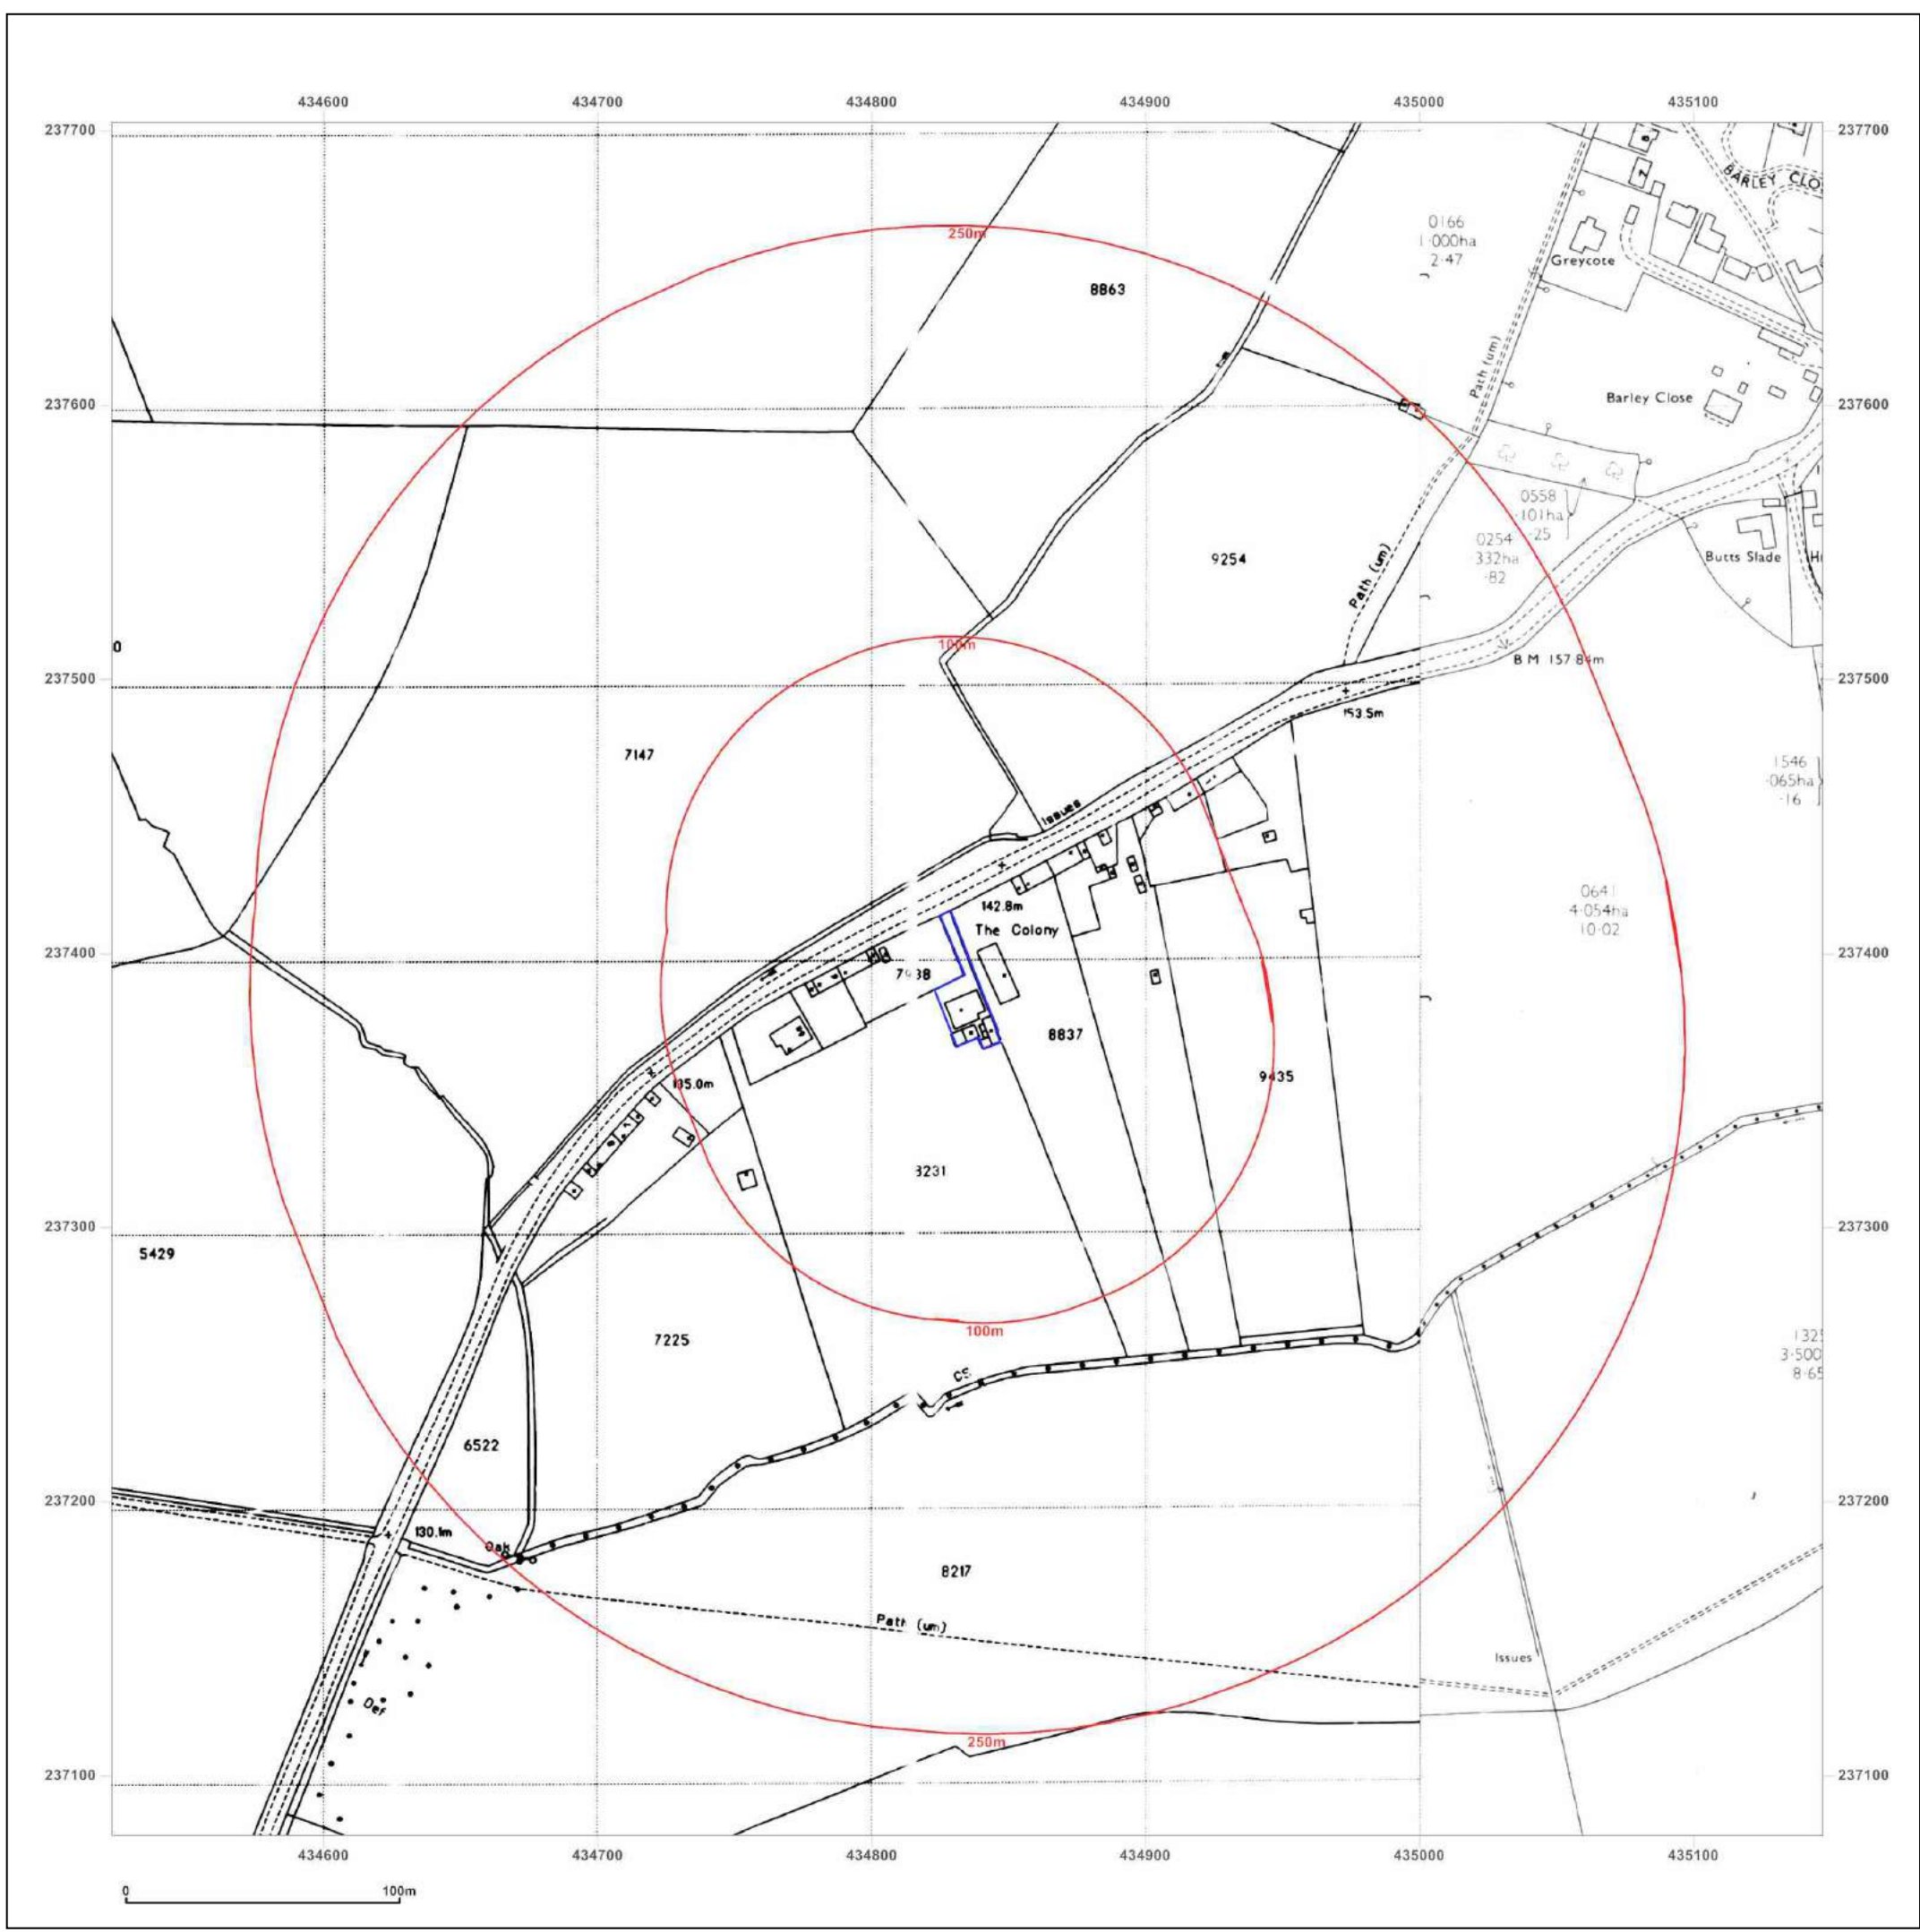 434600 434700 434800 434900 435000 435100
237700 237700
BARLEY CLO
7
0166
1·000ha
2·47
250m
Greycote
8863
Path (um)
Barley Close
237600 237600
0558
·101ha
·25
0254
332ha
·82
9254
Butts Slade
Path (um)
0
100m
BM 157 84m
237500 237500
153.5m
7147
1546
·065ha
·16
Issues
0641
4·054ha
10·02
142.8m
The Colony
237400 237400
8837
9435
135.0m
3231
237300 237300
5429
7225
100m
3·500
CS
6522
237200 237200
130.1m
Oak
8217
Path (um)
Issues
Def
250m
237100 237100
434600 434700 434800 434900 435000 435100
0 100m